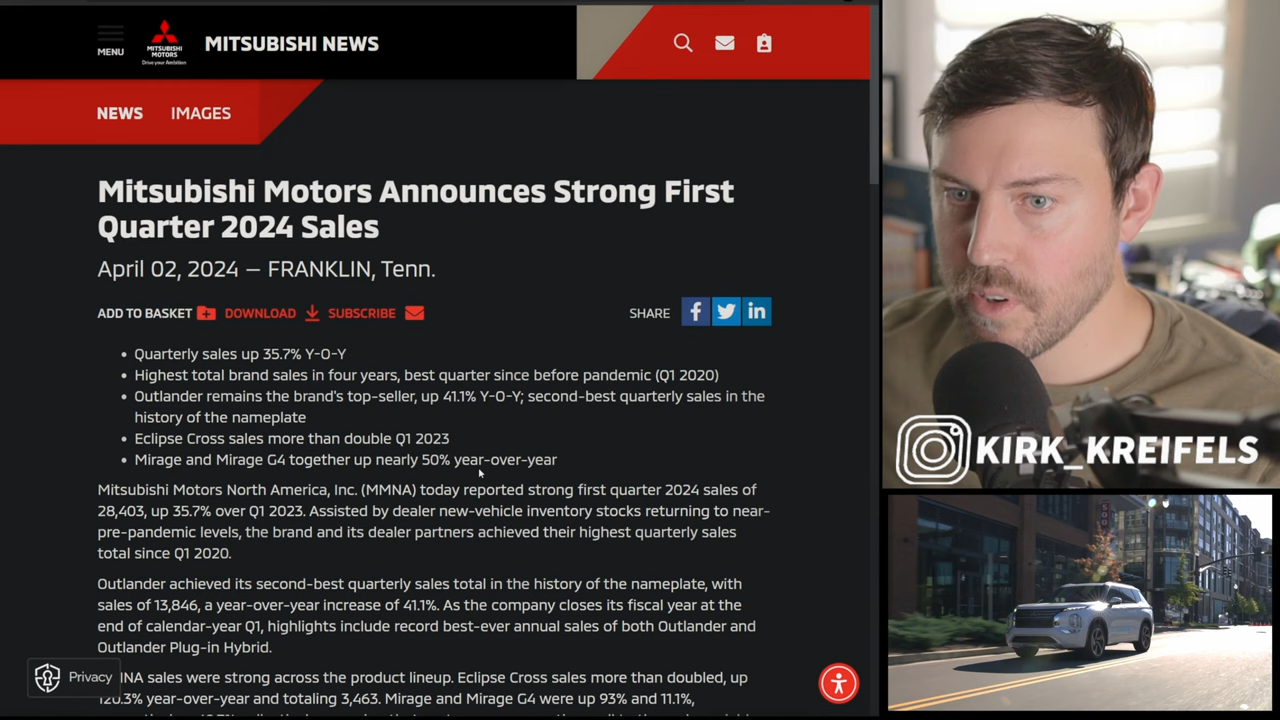 MENU
MITSUBISHI
MOTORS
Drive your Ambition
MITSUBISHI NEWS
NEWS
IMAGES
Mitsubishi Motors Announces Strong First
Quarter 2024 Sales
April 02, 2024 — FRANKLIN, Tenn.
ADD TO BASKET
DOWNLOAD
SUBSCRIBE
SHARE
• Quarterly sales up 35.7% Y-O-Y
• Highest total brand sales in four years, best quarter since before pandemic (Q1 2020)
• Outlander remains the brand's top-seller, up 41.1% Y-O-Y; second-best quarterly sales in the
history of the nameplate
• Eclipse Cross sales more than double Q1 2023
• Mirage and Mirage G4 together up nearly 50% year-over-year
Mitsubishi Motors North America, Inc. (MMNA) today reported strong first quarter 2024 sales of
28,403, up 35.7% over Q1 2023. Assisted by dealer new-vehicle inventory stocks returning to near-
pre-pandemic levels, the brand and its dealer partners achieved their highest quarterly sales
total since Q1 2020.
Outlander achieved its second-best quarterly sales total in the history of the nameplate, with
sales of 13,846, a year-over-year increase of 41.1%. As the company closes its fiscal year at the
end of calendar-year Q1, highlights include record best-ever annual sales of both Outlander and
Outlander Plug-in Hybrid.
Privacy
sales were strong across the product lineup. Eclipse Cross sales more than doubled, up
year-over-year and totaling 3,463. Mirage and Mirage G4 were up 93% and 11.1%,
KIRK_KREIFELS